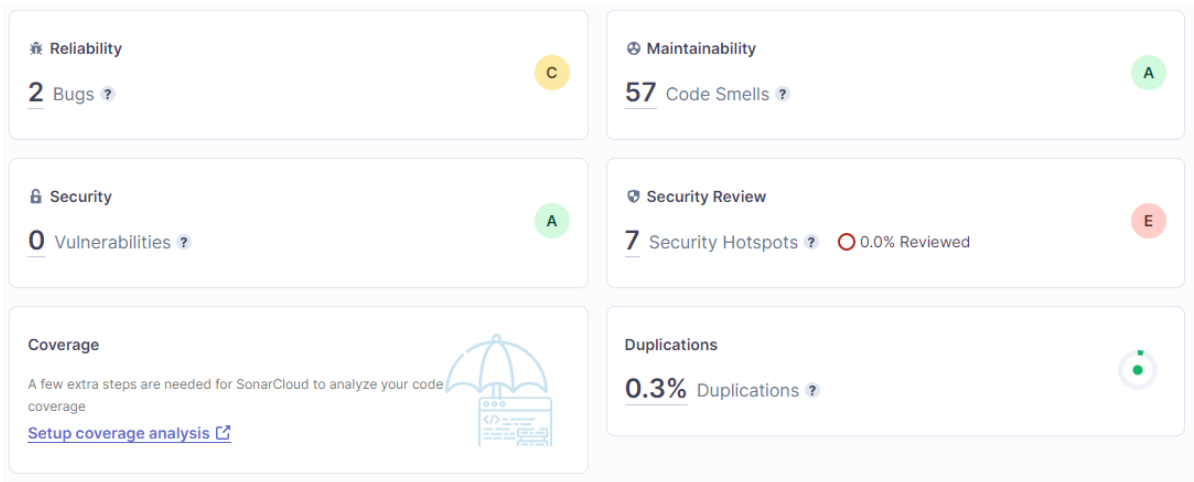 Reliability
2 Bugs ?
C
Maintainability
57 Code Smells ?
A
Security
0 Vulnerabilities ?
A
Security Review
7 Security Hotspots ? 0.0% Reviewed
E
Coverage
A few extra steps are needed for SonarCloud to analyze your code
coverage
Setup coverage analysis
Duplications
0.3% Duplications ?